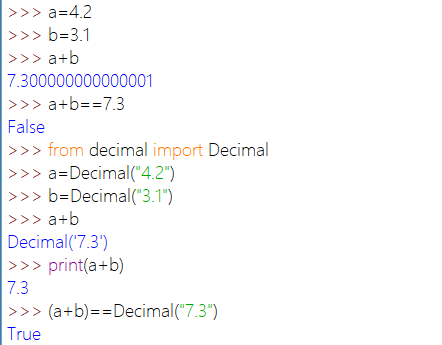 >>> a=4.2
>>> b=3.1
>>> a+b
7.300000000000001
>>> a+b==7.3
False
>>> from decimal import Decimal
>>> a=Decimal("4.2")
>>> b=Decimal("3.1")
>>> a+b
Decimal('7.3')
>>> print(a+b)
7.3
>>> (a+b)==Decimal("7.3")
True